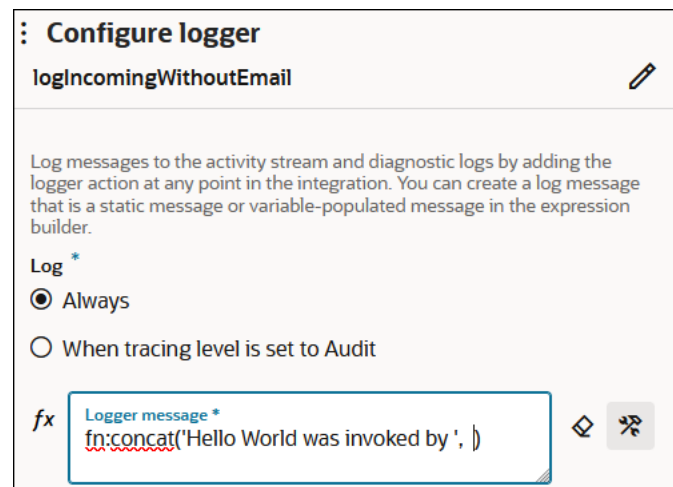 Configure logger
logIncomingWithoutEmail
Log messages to the activity stream and diagnostic logs by adding the
logger action at any point in the integration. You can create a log message
that is a static message or variable-populated message in the expression
builder.
Log *
Always
When tracing level is set to Audit
fx
Logger message *
fn:concat('Hello World was invoked by ', )